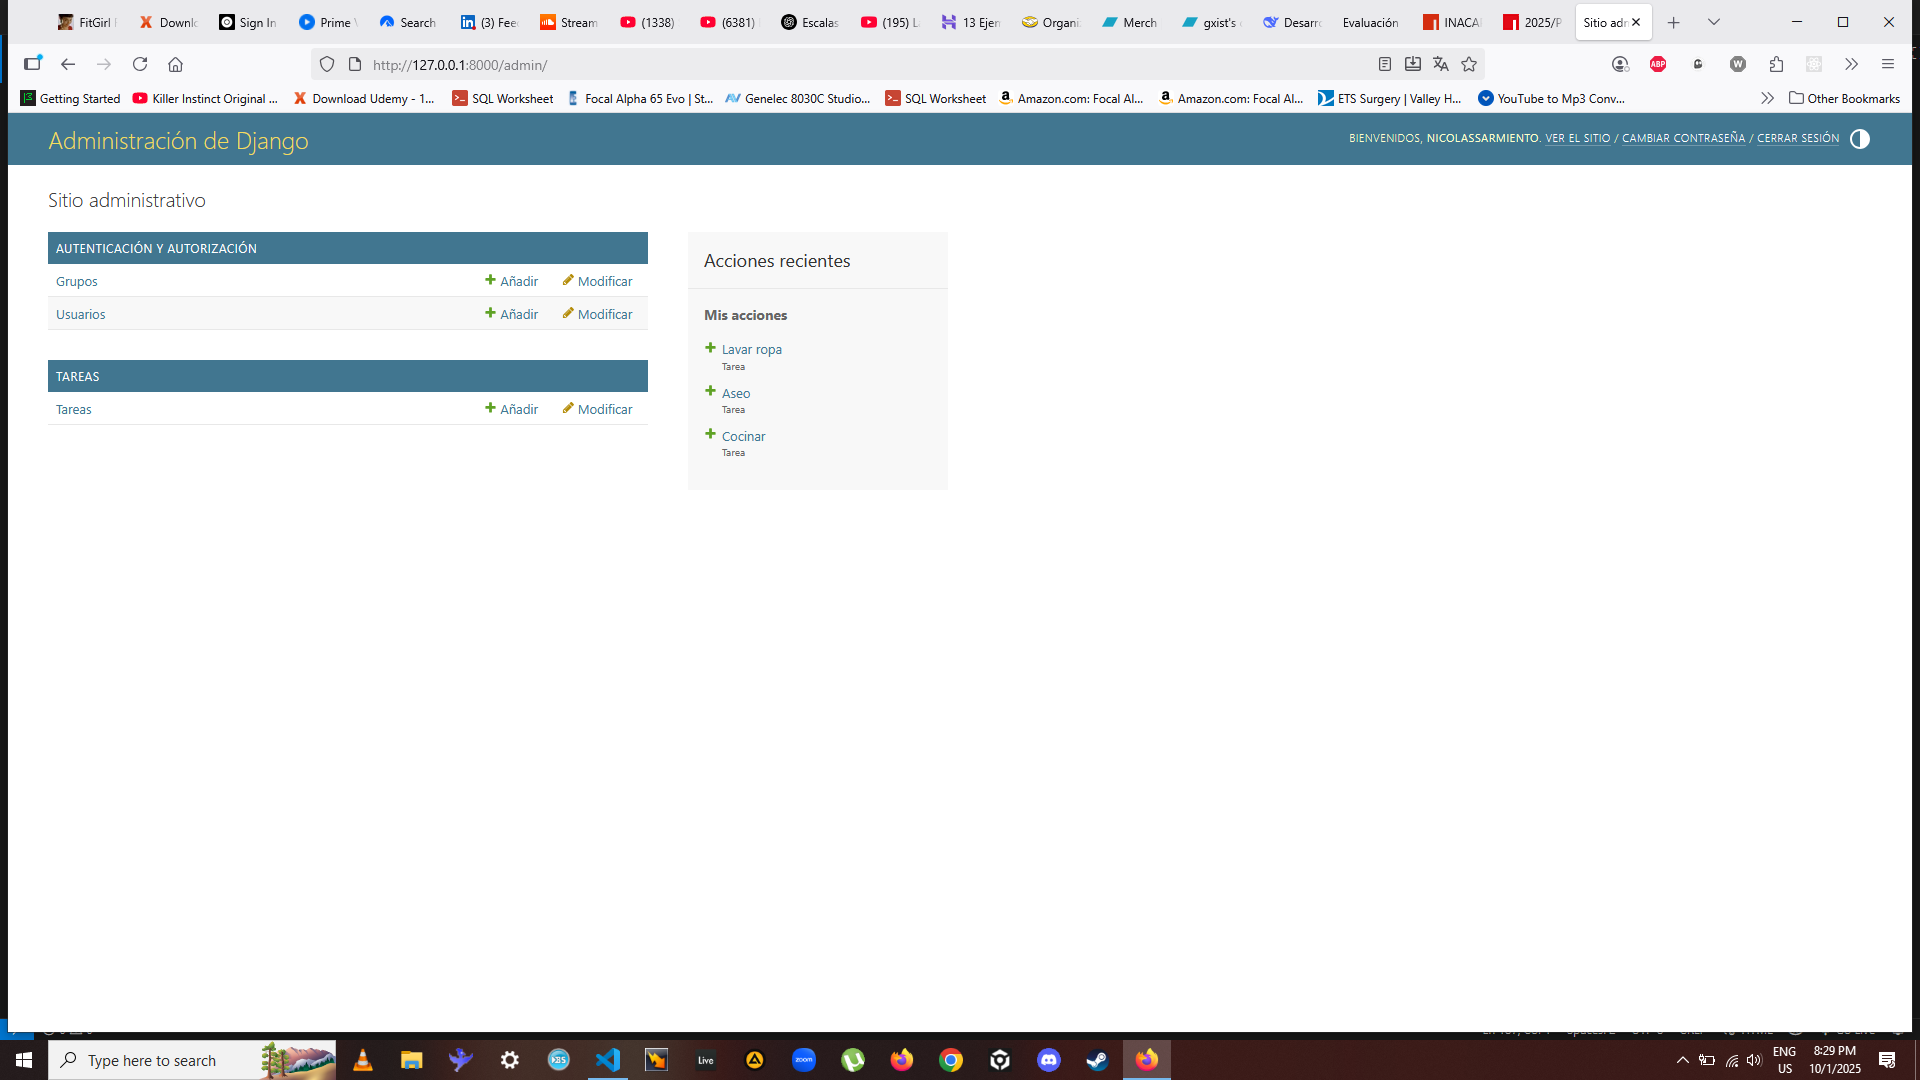 FitGirl
Downlo
Sign In
Prime
Search
(3) Fee
Stream
(1338)
(6381)
Escalas
(195) L
13 Ejem
Organi
Merch
gxist's
Desarr
Evaluación
INACA
2025/P
Sitio adm
http://127.0.0.1:8000/admin/
Getting Started
Killer Instinct Original ...
Download Udemy - 1...
SQL Worksheet
Focal Alpha 65 Evo | St...
Genelec 8030C Studio...
SQL Worksheet
Amazon.com: Focal Al...
Amazon.com: Focal Al...
ETS Surgery | Valley H...
YouTube to Mp3 Conv...
Other Bookmarks
Administración de Django
BIENVENIDOS, NICOLASSARMIENTO. VER EL SITIO / CAMBIAR CONTRASEÑA / CERRAR SESIÓN
Sitio administrativo
AUTENTICACIÓN Y AUTORIZACIÓN
Grupos Añadir Modificar
Usuarios Añadir Modificar
TAREAS
Tareas Añadir Modificar
Acciones recientes
Mis acciones
Lavar ropa
Tarea
Aseo
Tarea
Cocinar
Tarea
Type here to search
Live
zoom
ENG
US
8:29 PM
10/1/2025